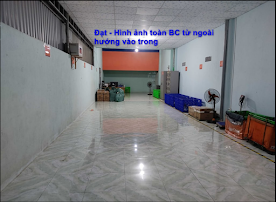 Đạt - Hình ảnh toàn BC từ ngoài
hướng vào trong